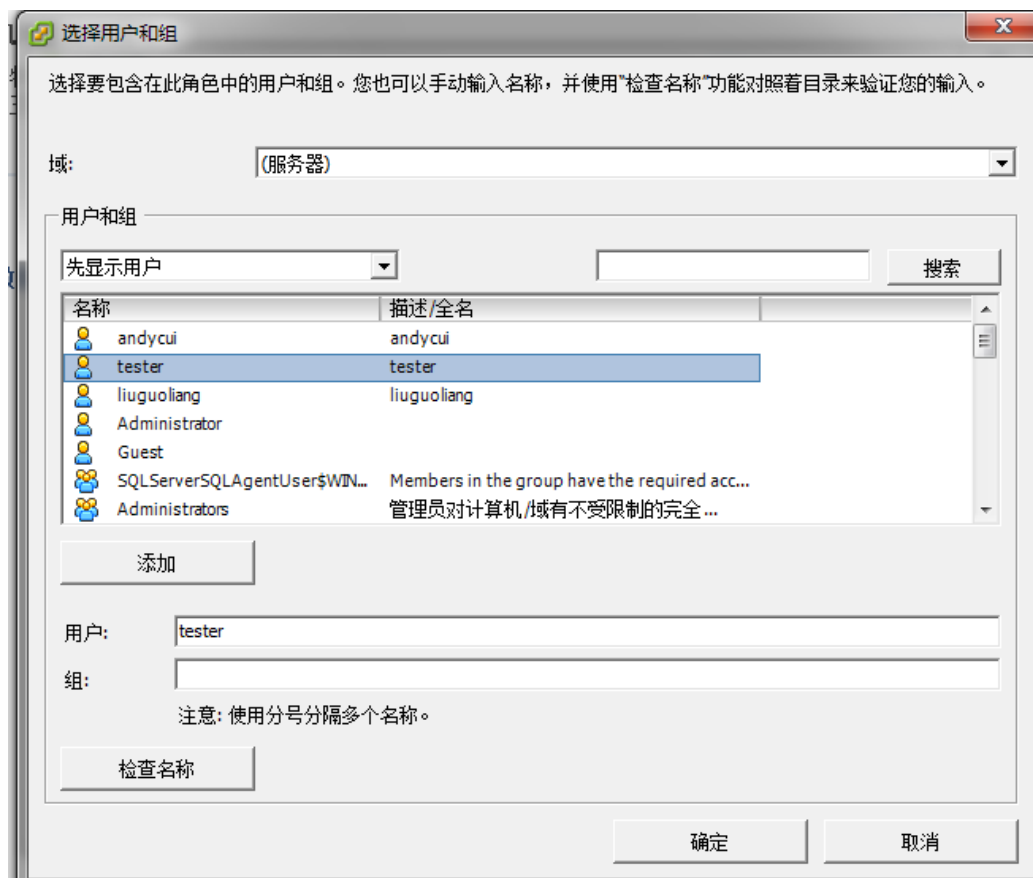 选择用户和组
选择要包含在此角色中的用户和组。您也可以手动输入名称，并使用"检查名称"功能对照着目录来验证您的输入。
域: (服务器)
用户和组
先显示用户 搜索
名称 描述/全名
andycui andycui
tester tester
liuguoliang liuguoliang
Administrator
Guest
SQLServerSQLAgentUser$WIN... Members in the group have the required acc...
Administrators 管理员对计算机/域有不受限制的完全...
添加
用户: tester
组:
注意: 使用分号分隔多个名称。
检查名称
确定 取消